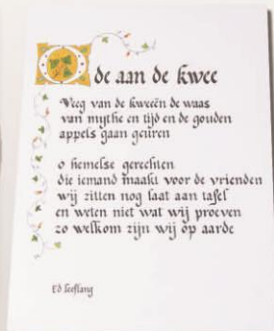 Ode aan de kwee
Veeg van de kweeën de waas
van mythe en tijd en de gouden
appels gaan geuren
o hemelse gerechten
die iemand maakt voor de vrienden
wij zitten nog laat aan tafel
en weten niet wat wij proeven
zo welkom zijn wij op aarde
Ed Leeflang